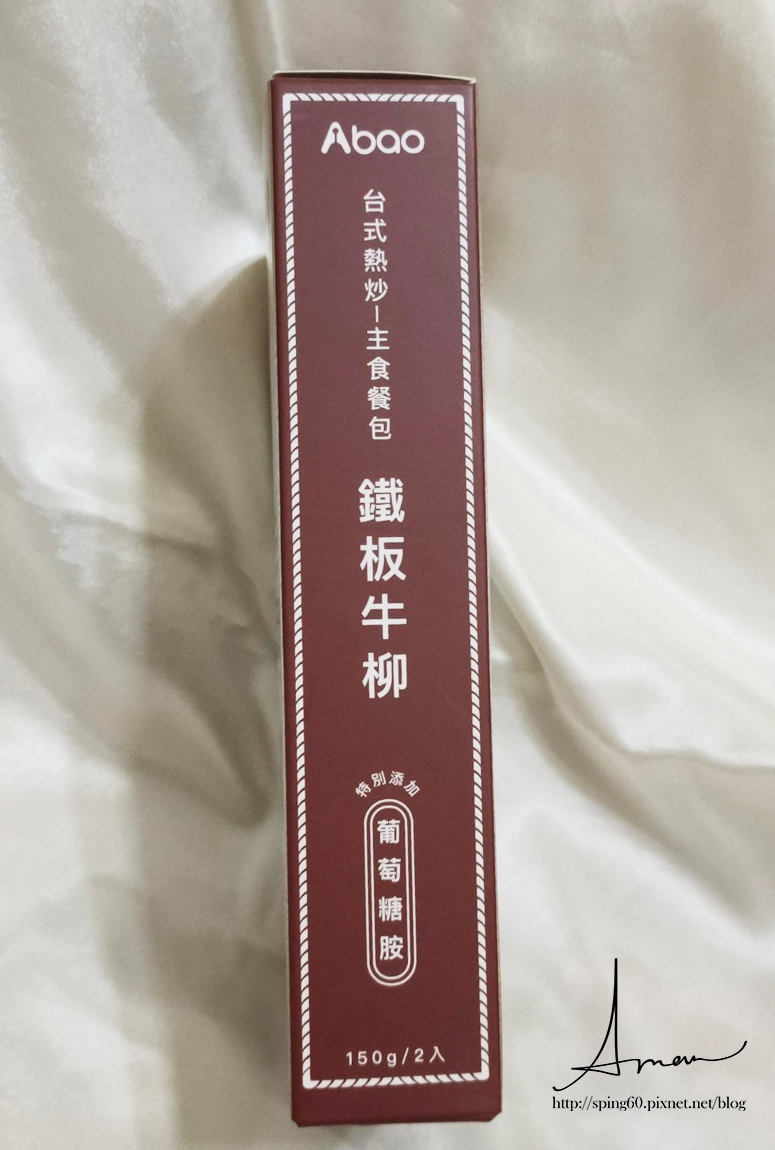 Abao
台式熱炒－主食餐包
鐵板牛柳
特別添加
葡萄糖胺
150g/2入
http://sping60.pixnet.net/blog